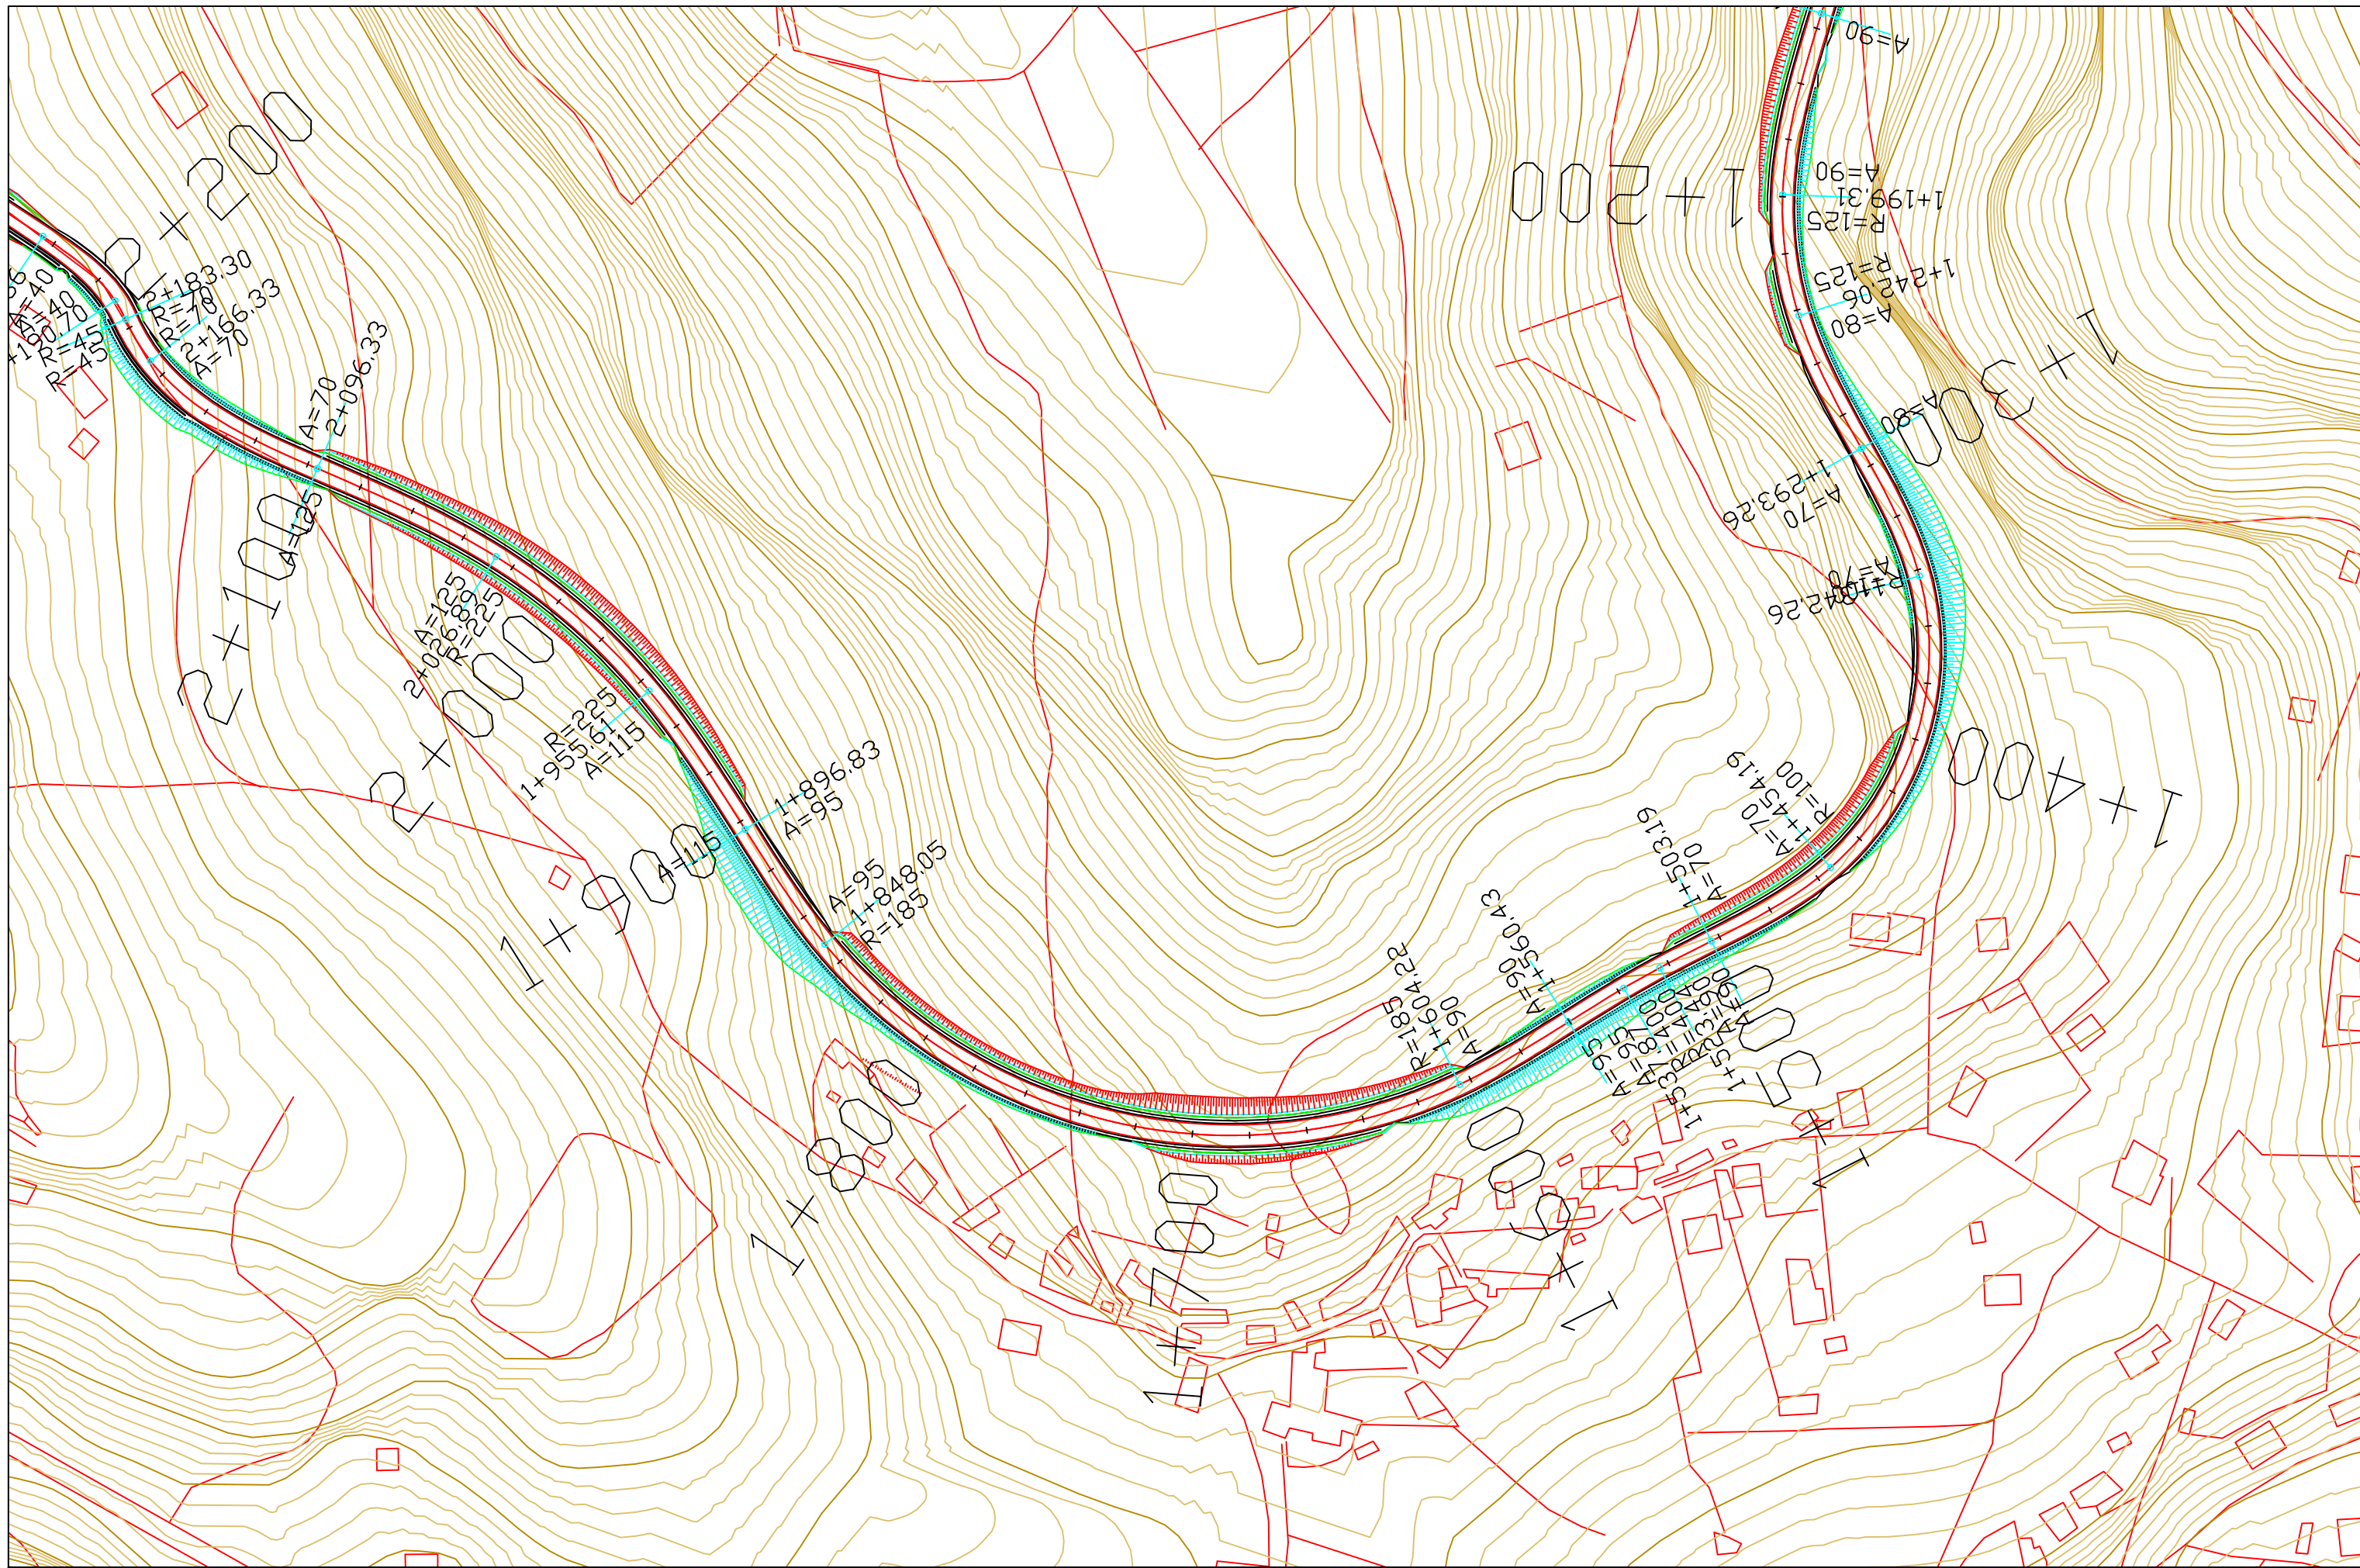 A=90
A=90
1+199.31
R=125
1+200
R=125
1+242.06
A=80
1+300
A=80
1+293.26
A=70
A=70
1+400
R=100
1+454.19
A=70
1+503.19
A=70
1+560.43
A=90
A=90
1+604.28
R=185
A=95
1+600
1+700
1+800
R=185
1+848.05
A=95
1+900
A=115
1+896.83
A=95
R=225
1+955.61
A=115
2+000
A=125
2+026.89
R=225
2+100
A=125
A=70
2+096.33
2+200
2+183.30
R=70
R=70
2+166.33
A=70
R=45
R=45
A=40